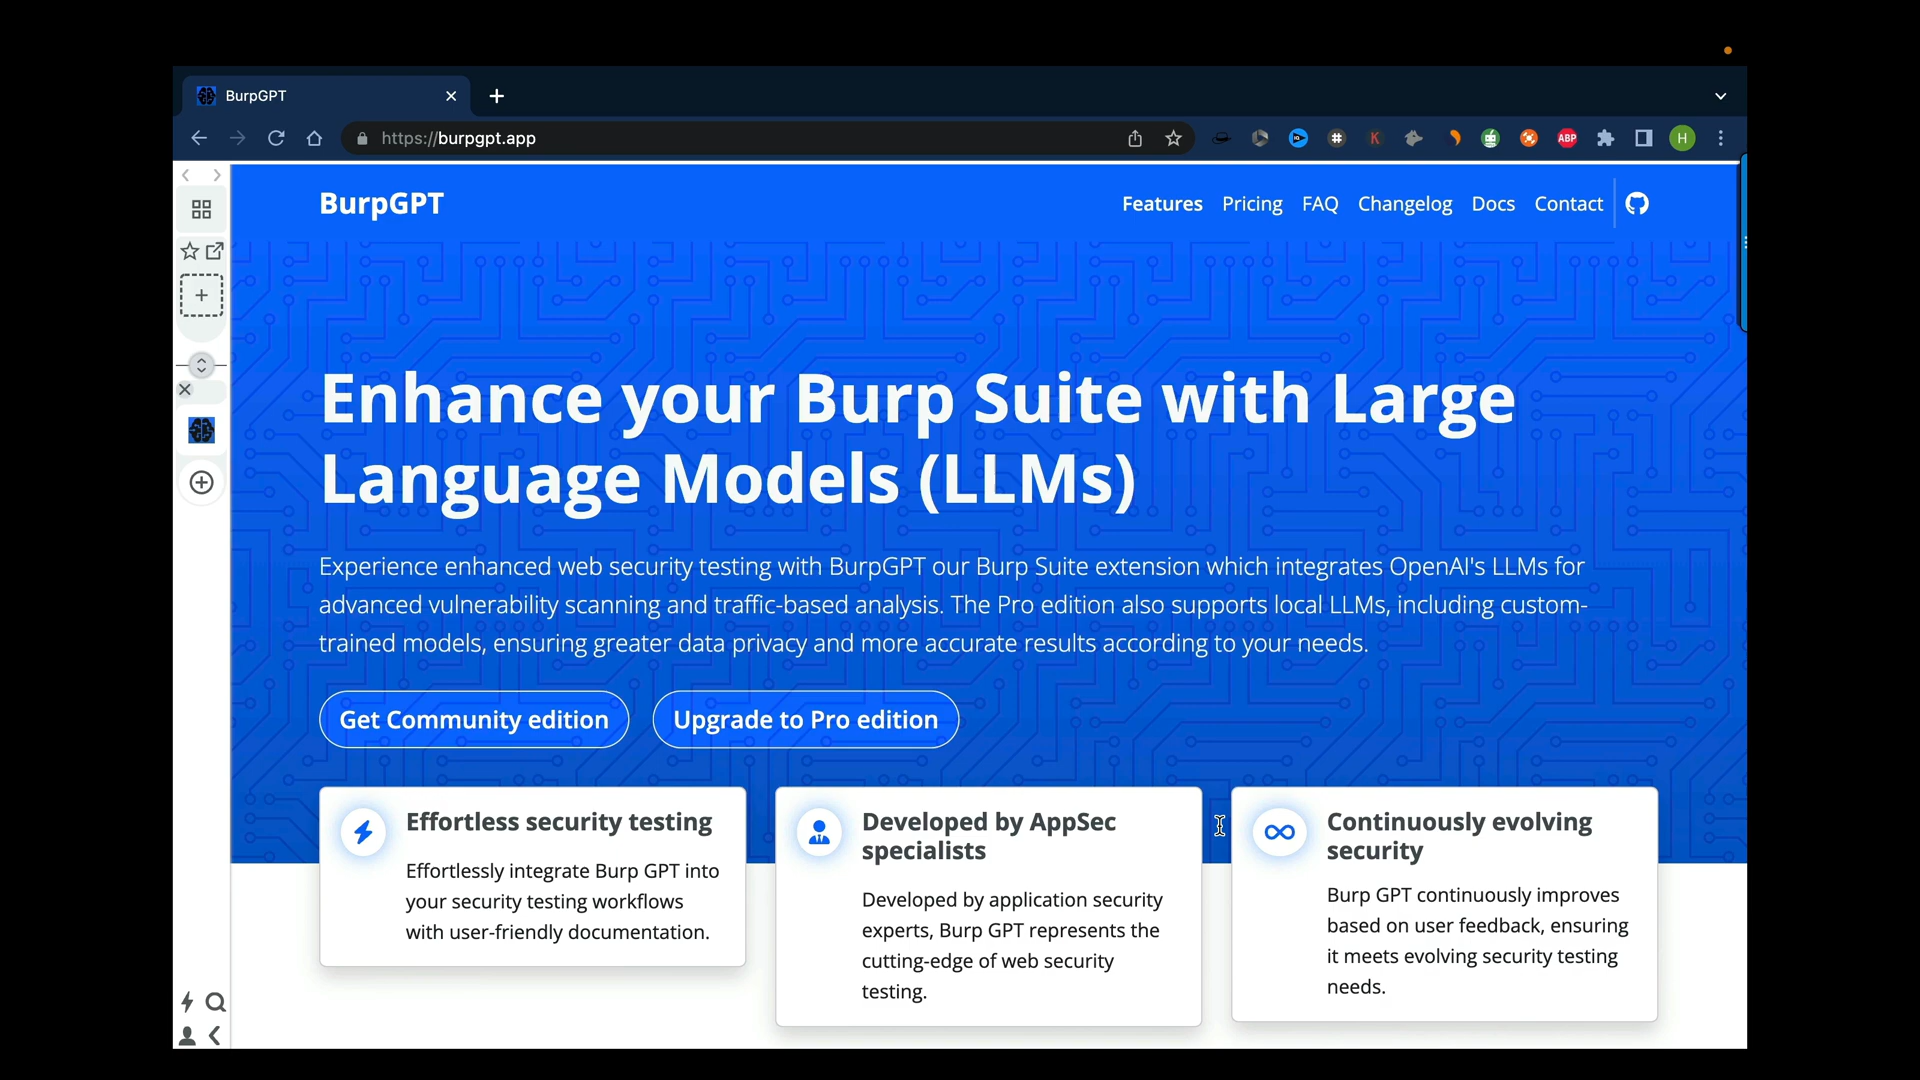 BurpGPT
https://burpgpt.app
K
ABP
H
BurpGPT
Features Pricing FAQ Changelog Docs Contact
Enhance your Burp Suite with Large
Language Models (LLMs)
Experience enhanced web security testing with BurpGPT our Burp Suite extension which integrates OpenAI's LLMs for
advanced vulnerability scanning and traffic-based analysis. The Pro edition also supports local LLMs, including custom-
trained models, ensuring greater data privacy and more accurate results according to your needs.
Get Community edition
Upgrade to Pro edition
Effortless security testing
Effortlessly integrate Burp GPT into
your security testing workflows
with user-friendly documentation.
Developed by AppSec
specialists
Developed by application security
experts, Burp GPT represents the
cutting-edge of web security
testing.
Continuously evolving
security
Burp GPT continuously improves
based on user feedback, ensuring
it meets evolving security testing
needs.